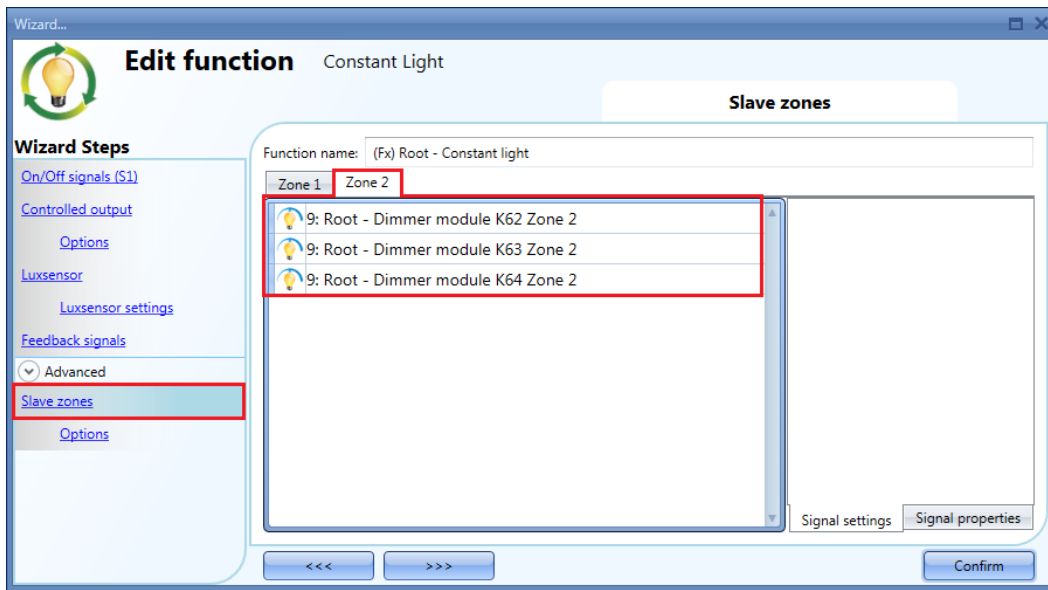 Wizard...
Edit function Constant Light
Slave zones
Wizard Steps
On/Off signals (S1)
Controlled output
Options
Luxsensor
Luxsensor settings
Feedback signals
Advanced
Slave zones
Options
Function name: (Fx) Root - Constant light
Zone 1 Zone 2
9: Root - Dimmer module K62 Zone 2
9: Root - Dimmer module K63 Zone 2
9: Root - Dimmer module K64 Zone 2
Signal settings Signal properties
<<< >>> Confirm